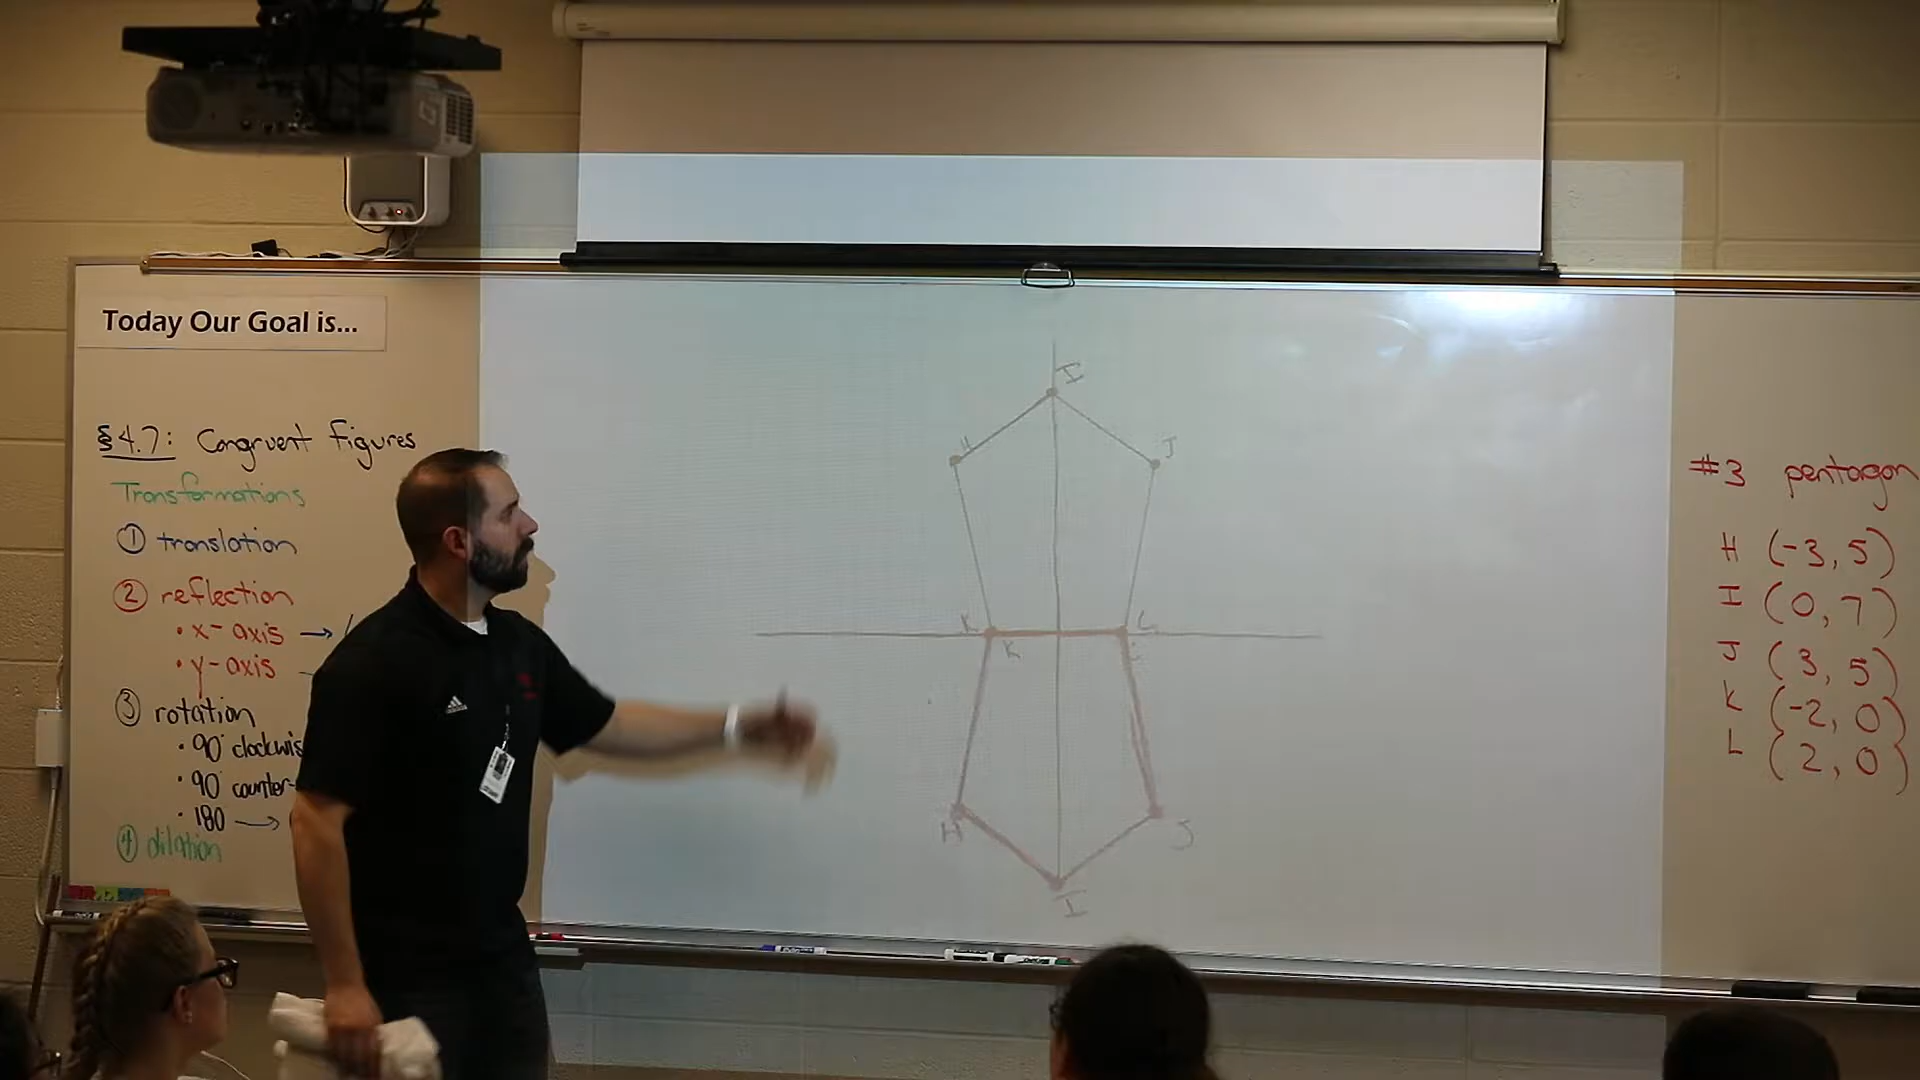 Today Our Goal is...
§4.7: Congruent Figures
Transformations
① translation
② reflection
• x-axis →
• y-axis
③ rotation
• 90° clockwis
• 90° counter-
• 180 →
④ dilation
I
H
J
K
L
K
H
J
I
#3 pentagon
H (-3, 5)
I (0, 7)
J (3, 5)
K (-2, 0)
L (2, 0)